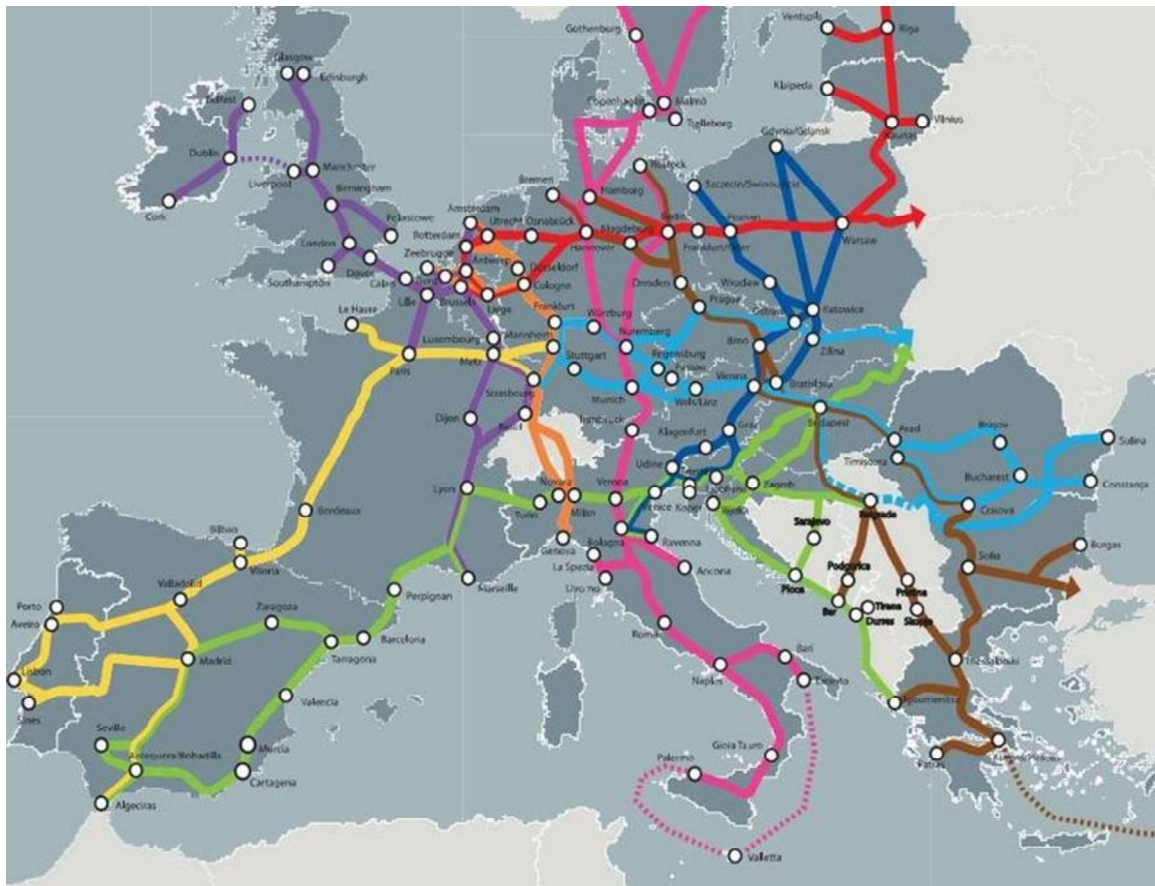 Gothenburg
Ventspils
Riga
Glasgow
Edinburgh
Klaipeda
Belfast
Copenhagen
Malmö
Trelleborg
Kaunas
Vilnius
Gdynia/Gdansk
Dublin
Liverpool
Manchester
Rostock
Szczecin/Swinoujscie
Birmingham
Bremen
Hamburg
Cork
Felixstowe
Amsterdam
Utrecht
Osnabrück
Magdeburg
Berlin
Poznan
Warsaw
London
Rotterdam
Hannover
Frankfurt/Oder
Zeebrugge
Antwerp
Düsseldorf
Southampton
Dover
Calais
Gent
Cologne
Dresden
Wroclaw
Lille
Brussels
Liege
Frankfurt
Prague
Le Havre
Würzburg
Ostrava
Katowice
Luxembourg
Mannheim
Nuremberg
Brno
Zilina
Paris
Metz
Stuttgart
Regensburg
Passau
Vienna
Bratislava
Strasbourg
Munich
Wels/Linz
Dijon
Basel
Innsbruck
Klagenfurt
Graz
Budapest
Arad
Brasov
Sulina
Udine
Timisoara
Bucharest
Lyon
Novara
Verona
Ljubljana
Zagreb
Constanţa
Turin
Milan
Venice
Koper
Rijeka
Belgrade
Craiova
Bordeaux
Sarajevo
Bilbao
Genova
Bologna
Ravenna
Sofia
Burgas
Vitoria
La Spezia
Ancona
Podgorica
Valladolid
Marseille
Livorno
Ploce
Pristina
Porto
Zaragoza
Perpignan
Bar
Tirana
Aveiro
Durres
Skopje
Barcelona
Roma
Lisbon
Madrid
Tarragona
Bari
Thessaloniki
Naples
Taranto
Sines
Valencia
Igoumenitsa
Seville
Antequera/Bobadilla
Murcia
Gioia Tauro
Patras
Palermo
Cartagena
Algeciras
Valletta